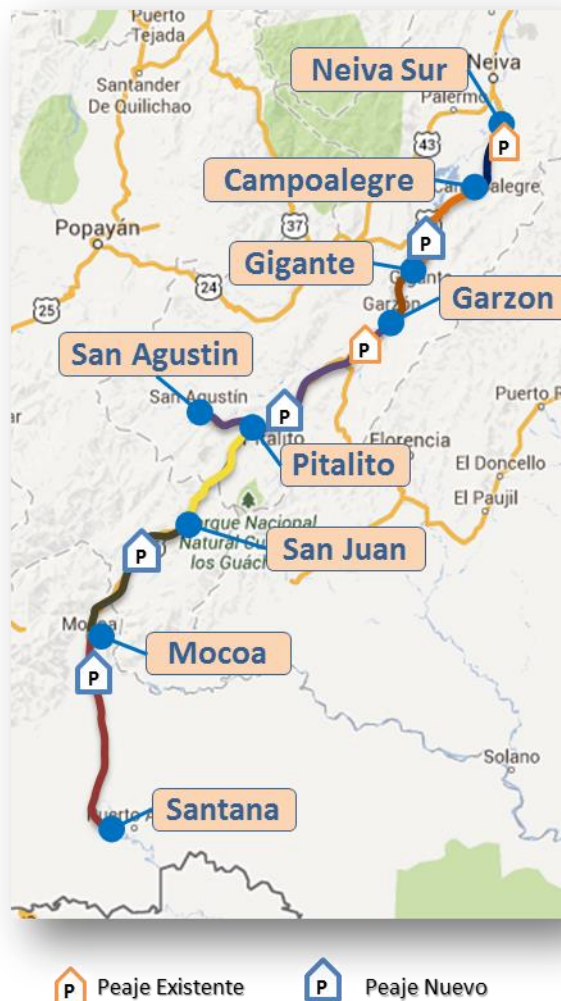 Puerto
Tejada
Neiva Sur
Neiva
Santander
De Quilichao
Palermo
P
43
Campoalegre
Popayán
37
P
Gigante
24
Garzón
Garzon
25
P
San Agustin
San Agustín
Puerto R
P
Florencia
Pitalito
El Doncello
El Paujil
Parque Nacional
Natural
los Guách
San Juan
P
Mocoa
P
Solano
Santana
P Peaje Existente
P Peaje Nuevo